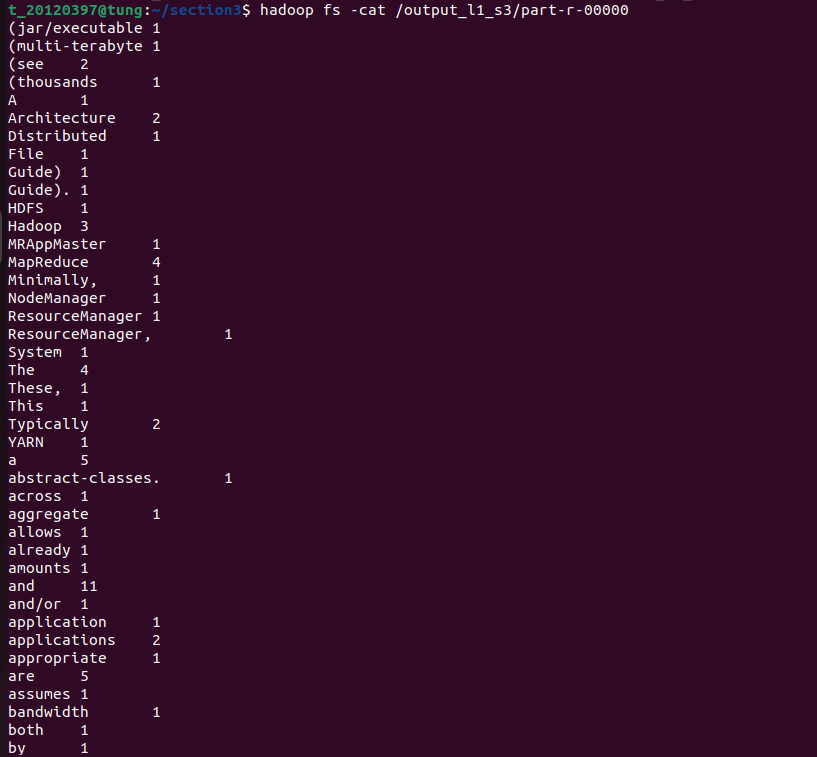 t_20120397@tung:~/section3$ hadoop fs -cat /output_l1_s3/part-r-00000
(jar/executable 1
(multi-terabyte 1
(see 2
(thousands 1
A 1
Architecture 2
Distributed 1
File 1
Guide) 1
Guide). 1
HDFS 1
Hadoop 3
MRAppMaster 1
MapReduce 4
Minimally, 1
NodeManager 1
ResourceManager 1
ResourceManager, 1
System 1
The 4
These, 1
This 1
Typically 2
YARN 1
a 5
abstract-classes. 1
across 1
aggregate 1
allows 1
already 1
amounts 1
and 11
and/or 1
application 1
applications 2
appropriate 1
are 5
assumes 1
bandwidth 1
both 1
by 1